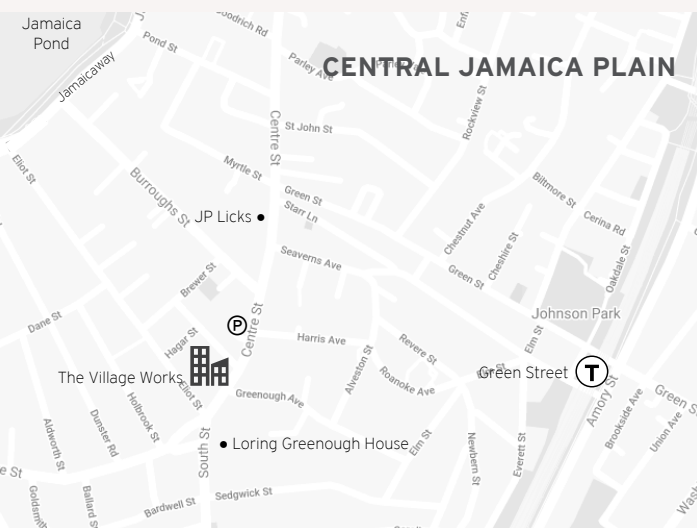 Jamaica
Pond
Goodrich Rd
Pond St
Jamaicaway
Parley Ave
CENTRAL JAMAICA PLAIN
Rockview St
Centre St
St John St
Eliot St
Myrtle St
Burroughs St
Green St
Starr Ln
Biltmore St
JP Licks
Chestnut Ave
Cerina Rd
Seaverns Ave
Cheshire St
Oakdale St
Green St
Brewer St
Johnson Park
Dane St
P
Centre St
Hagar St
Harris Ave
Revere St
Elm St
The Village Works
Alveston St
Roanoke Ave
Green Street
T
Amory St
Eliot St
Greenough Ave
Green S
Holbrook St
Brookside Ave
Union Ave
Dunster Rd
Aldworth St
South St
Loring Greenough House
Elm St
Newbern St
Everett St
e St
Goldsm
Ballard S
Bardwell St
Sedgwick St
Wash